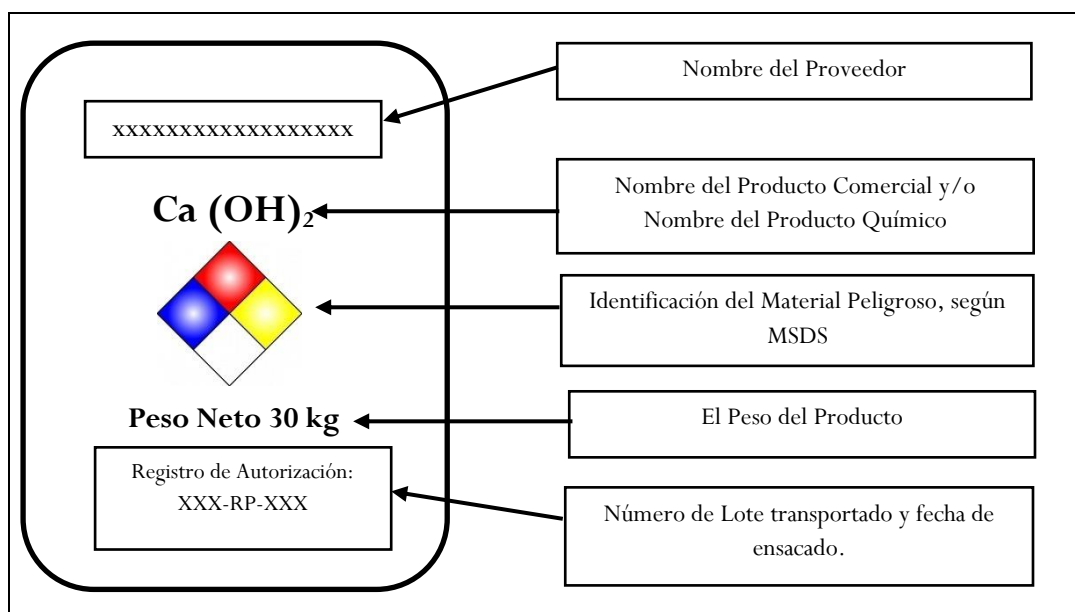 Nombre del Proveedor
xxxxxxxxxxxxxxxxxx
Nombre del Producto Comercial y/o
Nombre del Producto Químico
Ca (OH)₂
Identificación del Material Peligroso, según
MSDS
Peso Neto 30 kg
El Peso del Producto
Registro de Autorización:
XXX-RP-XXX
Número de Lote transportado y fecha de
ensacado.